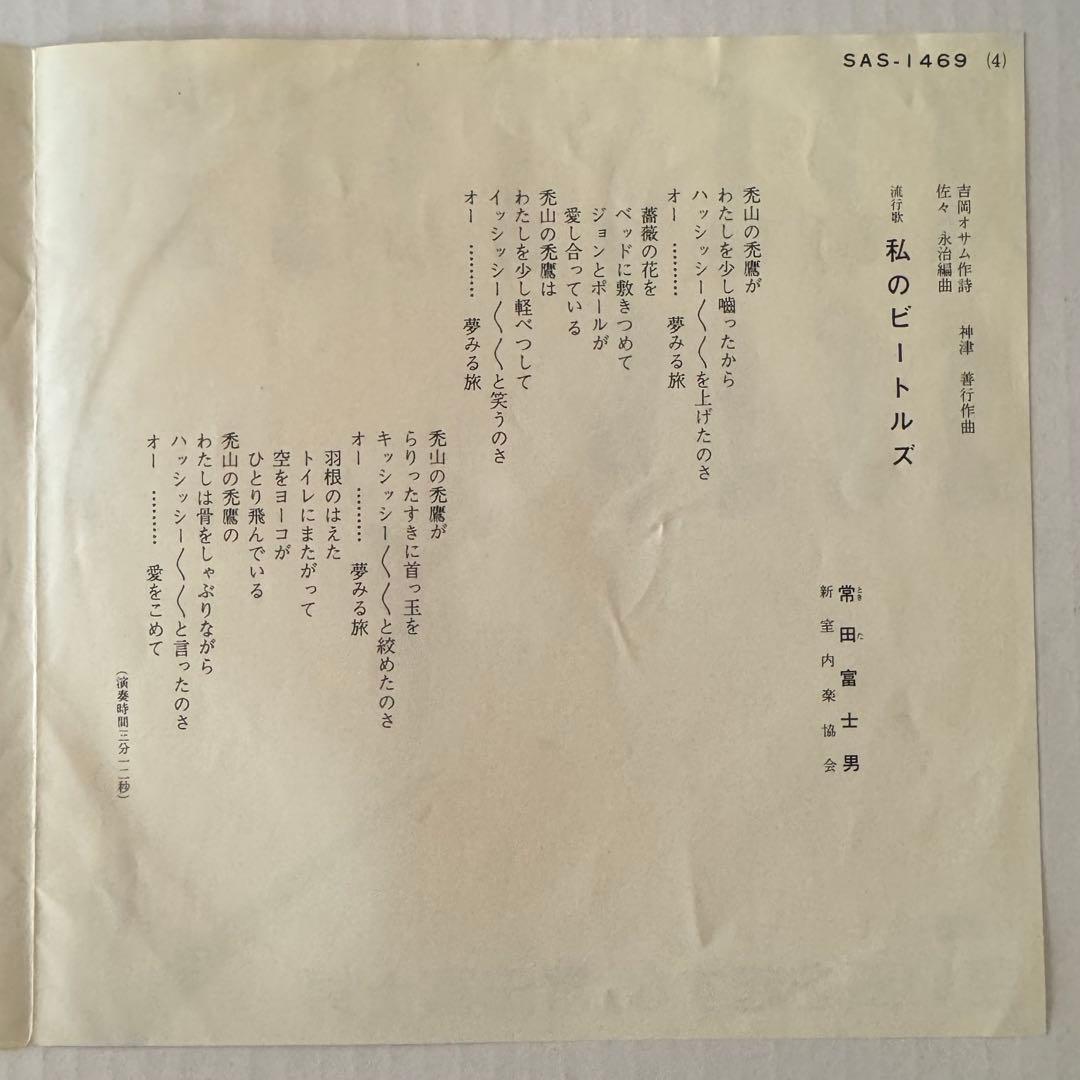 SAS-1469 (4)
吉岡オサム作詩 神津 善行作曲
佐々 永治編曲
流行歌 私のビートルズ
常田富士男
とき た
新室内楽協会
禿山の禿鷹が
わたしを少し嚙ったから
ハッシッシー〱〱を上げたのさ
オー ……… 夢みる旅
薔薇の花を
ベッドに敷きつめて
ジョンとポールが
愛し合っている
禿山の禿鷹は
わたしを少し軽べつして
イッシッシー〱〱と笑うのさ
オー ……… 夢みる旅
禿山の禿鷹が
らりったすきに首っ玉を
キッシッシー〱〱と絞めたのさ
オー ……… 夢みる旅
羽根のはえた
トイレにまたがって
空をヨーコが
ひとり飛んでいる
禿山の禿鷹の
わたしは骨をしゃぶりながら
ハッシッシー〱〱と言ったのさ
オー ……… 愛をこめて
(演奏時間三分一二秒)